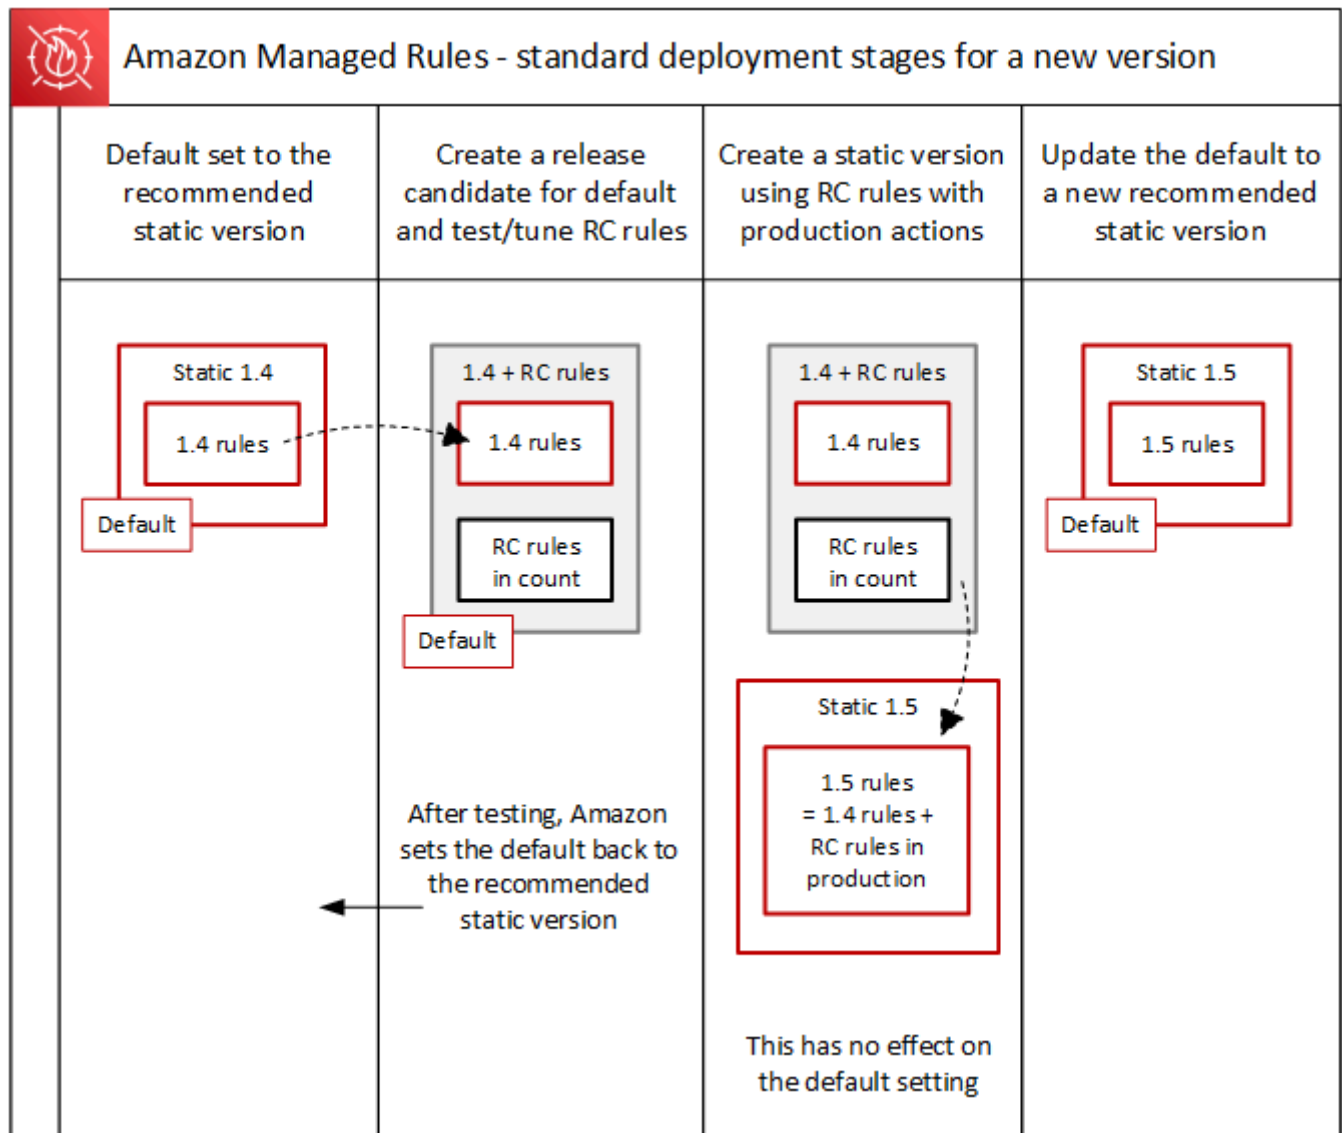 Amazon Managed Rules - standard deployment stages for a new version
Default set to the
recommended
static version
Create a release
candidate for default
and test/tune RC rules
Create a static version
using RC rules with
production actions
Update the default to
a new recommended
static version
Static 1.4
1.4 rules
Default
1.4 + RC rules
1.4 rules
RC rules
in count
Default
After testing, Amazon
sets the default back to
the recommended
static version
1.4 + RC rules
1.4 rules
RC rules
in count
Static 1.5
1.5 rules
= 1.4 rules +
RC rules in
production
This has no effect on
the default setting
Static 1.5
1.5 rules
Default